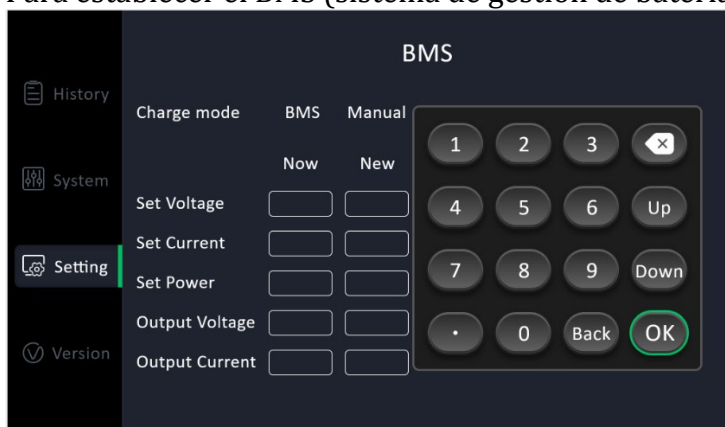 Para establecer el BMS (sistema de gestión de batería
BMS
History
System
Setting
Version
Charge mode BMS Manual
Now New
Set Voltage
Set Current
Set Power
Output Voltage
Output Current
1 2 3 ×
4 5 6 Up
7 8 9 Down
. 0 Back OK